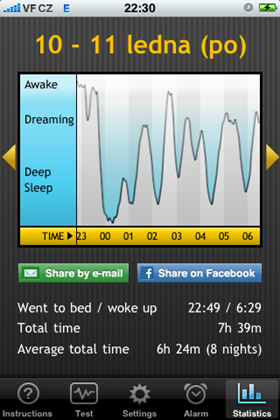 VF CZ E 22:30
10 - 11 ledna (po)
Awake
Dreaming
Deep
Sleep
TIME ▶ 23 00 01 02 03 04 05 06
Share by e-mail
Share on Facebook
Went to bed / woke up 22:49 / 6:29
Total time 7h 39m
Average total time 6h 24m (8 nights)
Instructions Test Settings Alarm Statistics